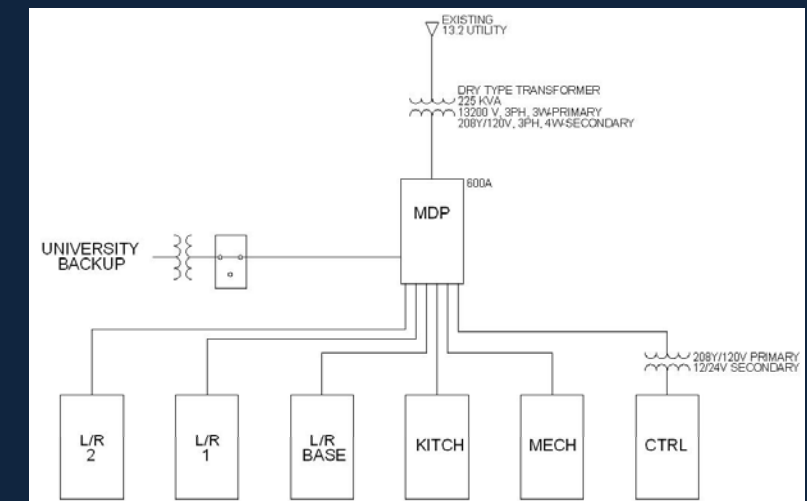 EXISTING
13.2 UTILITY
DRY TYPE TRANSFORMER
225 KVA
13200 V, 3PH, 3W-PRIMARY
208Y/120V, 3PH, 4W-SECONDARY
600A
MDP
UNIVERSITY
BACKUP
208Y/120V PRIMARY
12/24V SECONDARY
L/R
2
L/R
1
L/R
BASE
KITCH
MECH
CTRL